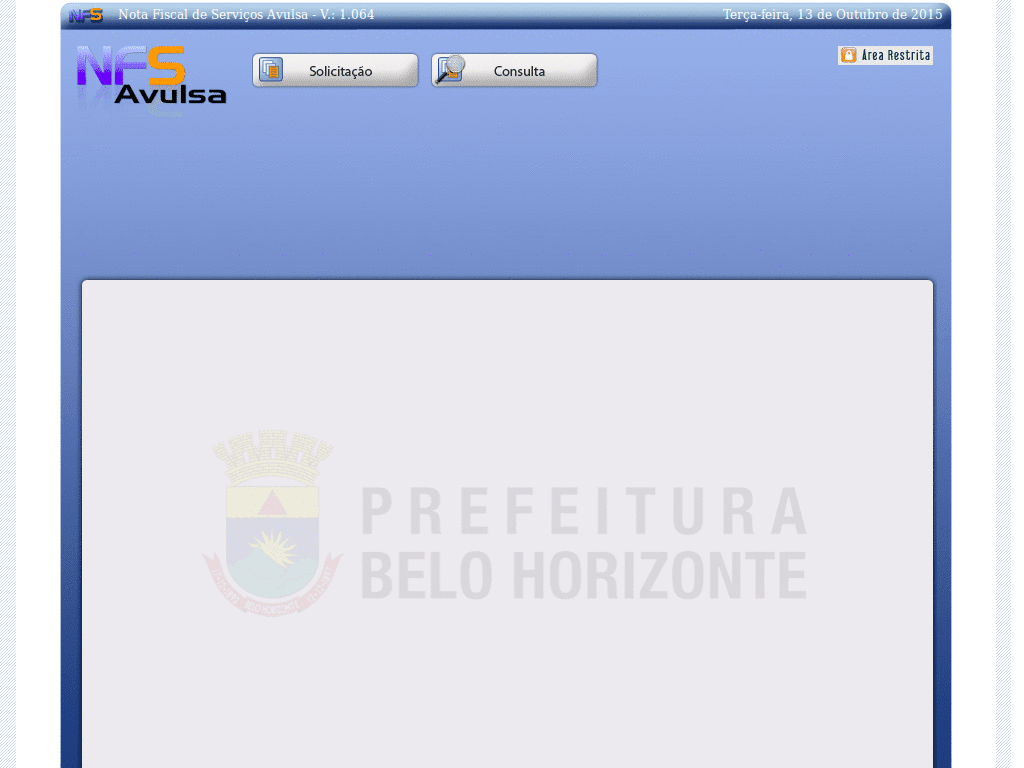 NFS Nota Fiscal de Serviços Avulsa - V.: 1.064 Terça-feira, 13 de Outubro de 2015
NFS
Avulsa
Solicitação Consulta Área Restrita
PREFEITURA
BELO HORIZONTE